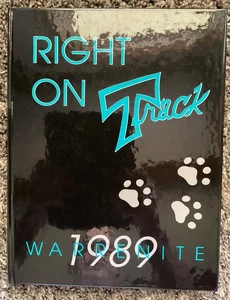 RIGHT
ON Track
1989
WARRENITE